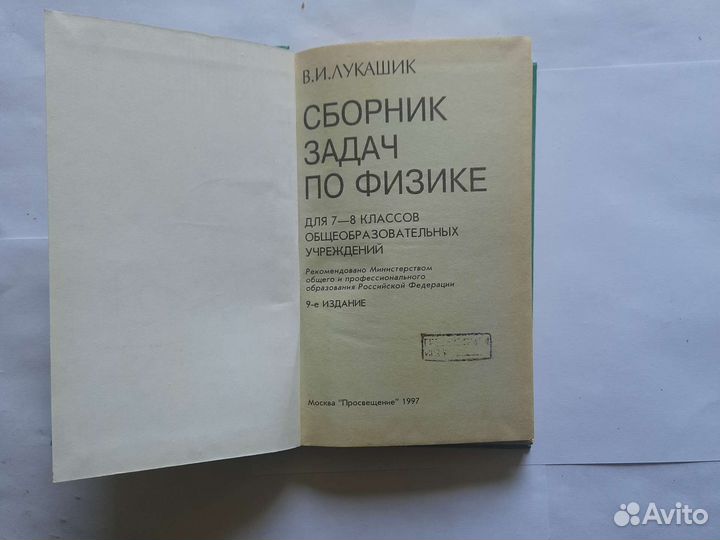 В.И.ЛУКАШИК
СБОРНИК
ЗАДАЧ
ПО ФИЗИКЕ
ДЛЯ 7—8 КЛАССОВ
ОБЩЕОБРАЗОВАТЕЛЬНЫХ
УЧРЕЖДЕНИЙ
Рекомендовано Министерством
общего и профессионального
образования Российской Федерации
9-е ИЗДАНИЕ
Москва "Просвещение" 1997
Avito